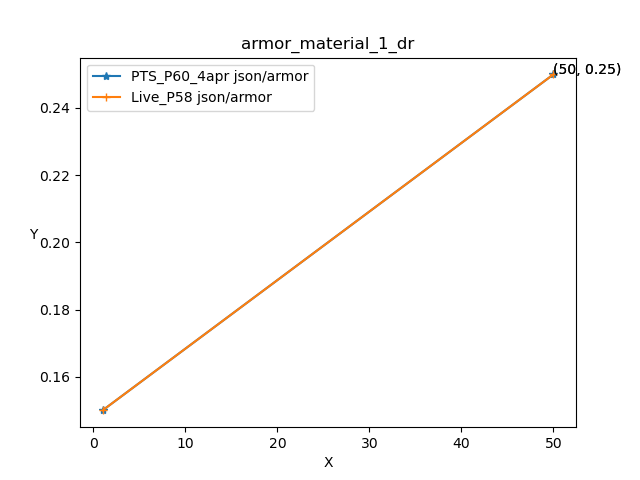 armor_material_1_dr
PTS_P60_4apr json/armor
Live_P58 json/armor
(50, 0.25)
0.24
0.22
0.20
0.18
0.16
Y
0
10
20
30
40
50
X